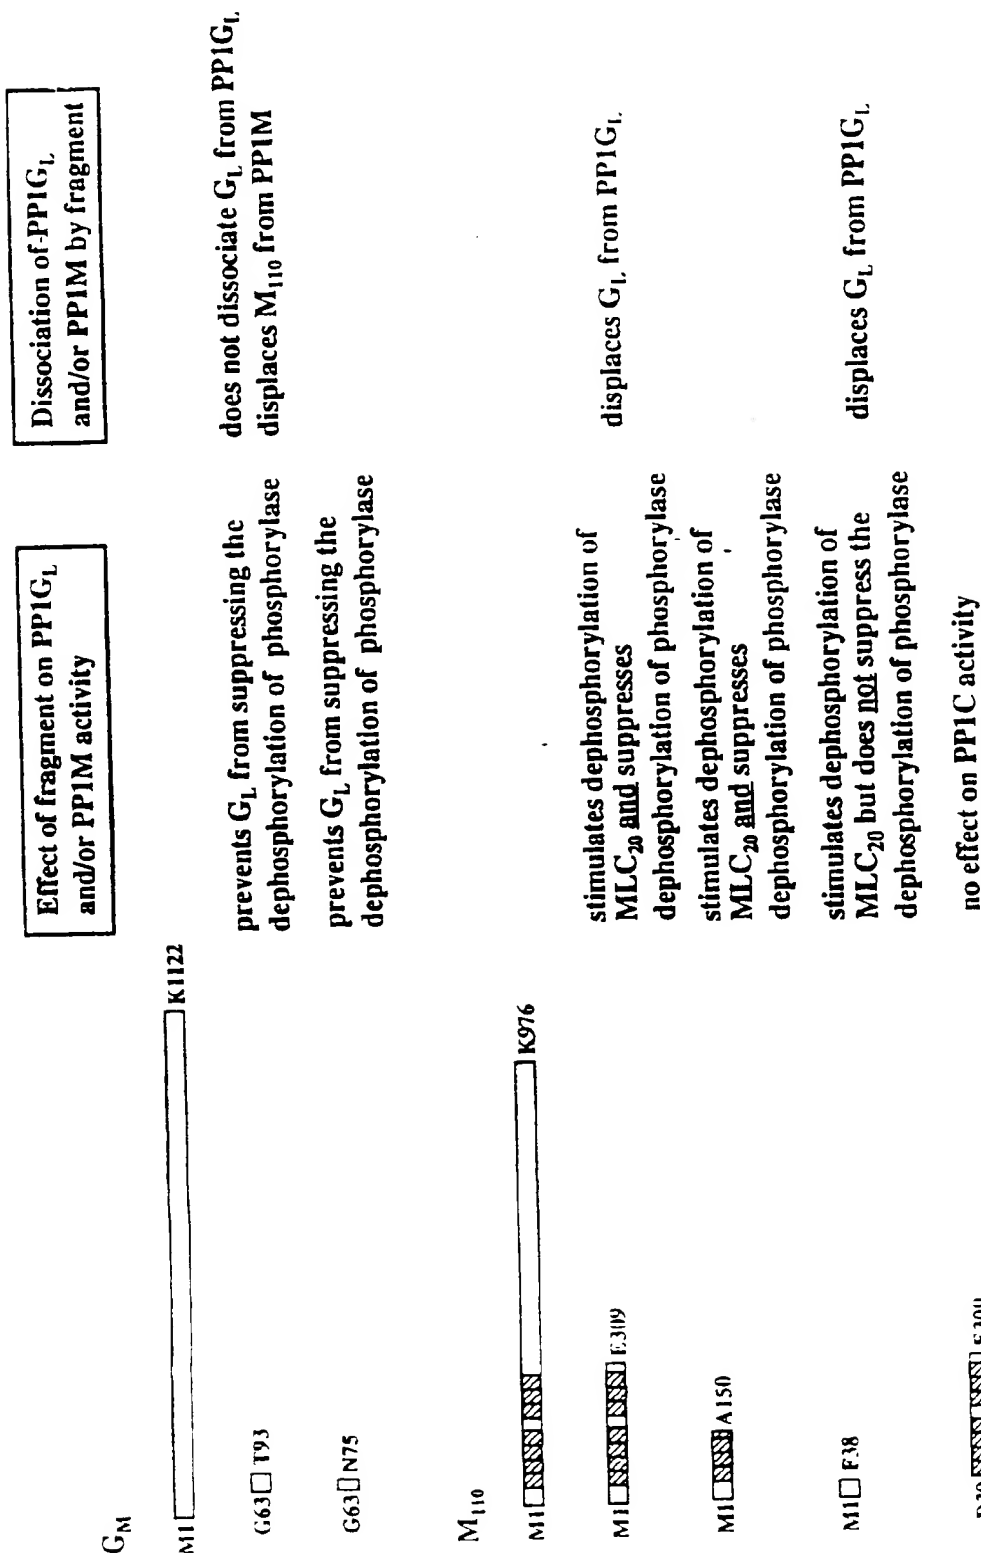 Effect of fragment on PP1G_L
and/or PP1M activity
Dissociation of PP1G_L
and/or PP1M by fragment
G_M
M1 K1122
G63 T93
prevents G_L from suppressing the
dephosphorylation of phosphorylase
does not dissociate G_L from PP1G_L
displaces M_110 from PP1M
G63 N75
prevents G_L from suppressing the
dephosphorylation of phosphorylase
M_110
M1 K976
M1 E309
stimulates dephosphorylation of
MLC_20 and suppresses
dephosphorylation of phosphorylase
displaces G_L from PP1G_L
M1 A150
stimulates dephosphorylation of
MLC_20 and suppresses
dephosphorylation of phosphorylase
M1 F38
stimulates dephosphorylation of
MLC_20 but does not suppress the
dephosphorylation of phosphorylase
displaces G_L from PP1G_L
no effect on PP1C activity